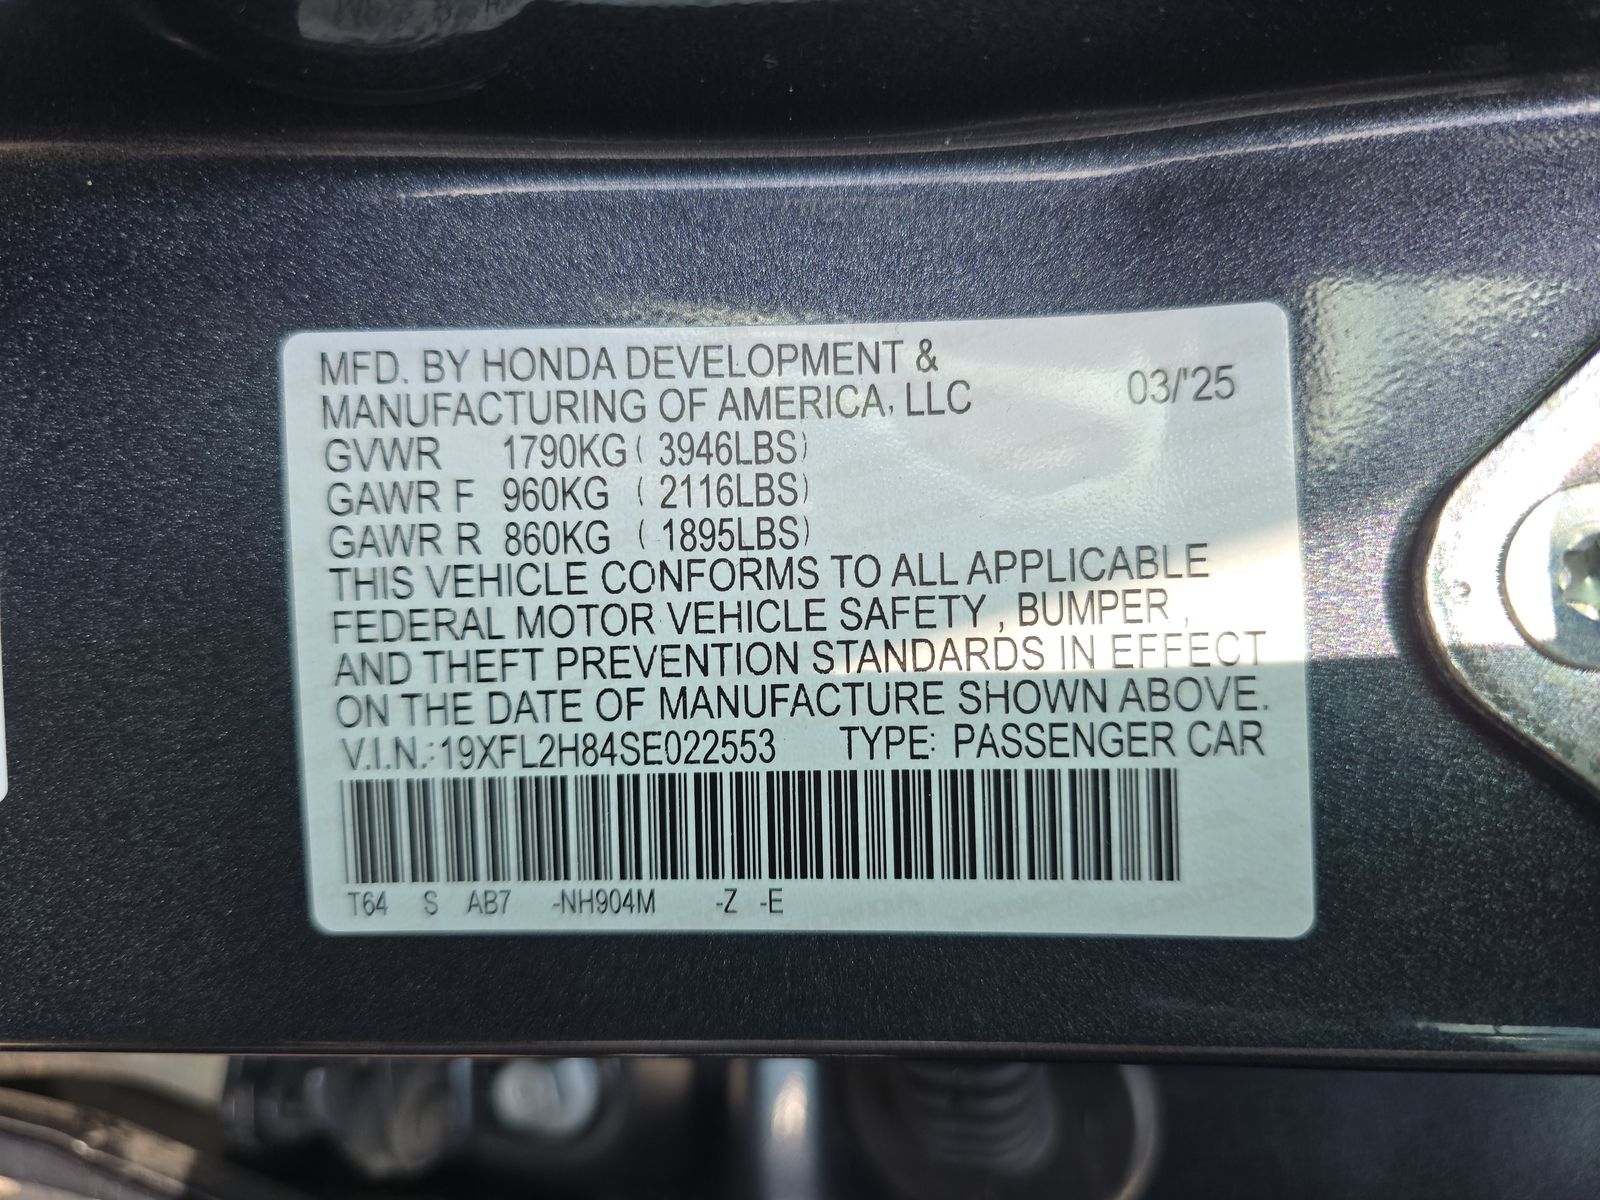 MFD. BY HONDA DEVELOPMENT &
MANUFACTURING OF AMERICA, LLC 03/'25
GVWR 1790KG ( 3946LBS)
GAWR F 960KG ( 2116LBS)
GAWR R 860KG ( 1895LBS)
THIS VEHICLE CONFORMS TO ALL APPLICABLE
FEDERAL MOTOR VEHICLE SAFETY , BUMPER ,
AND THEFT PREVENTION STANDARDS IN EFFECT
ON THE DATE OF MANUFACTURE SHOWN ABOVE.
V.I.N.: 19XFL2H84SE022553 TYPE: PASSENGER CAR
T64 S AB7 -NH904M -Z -E